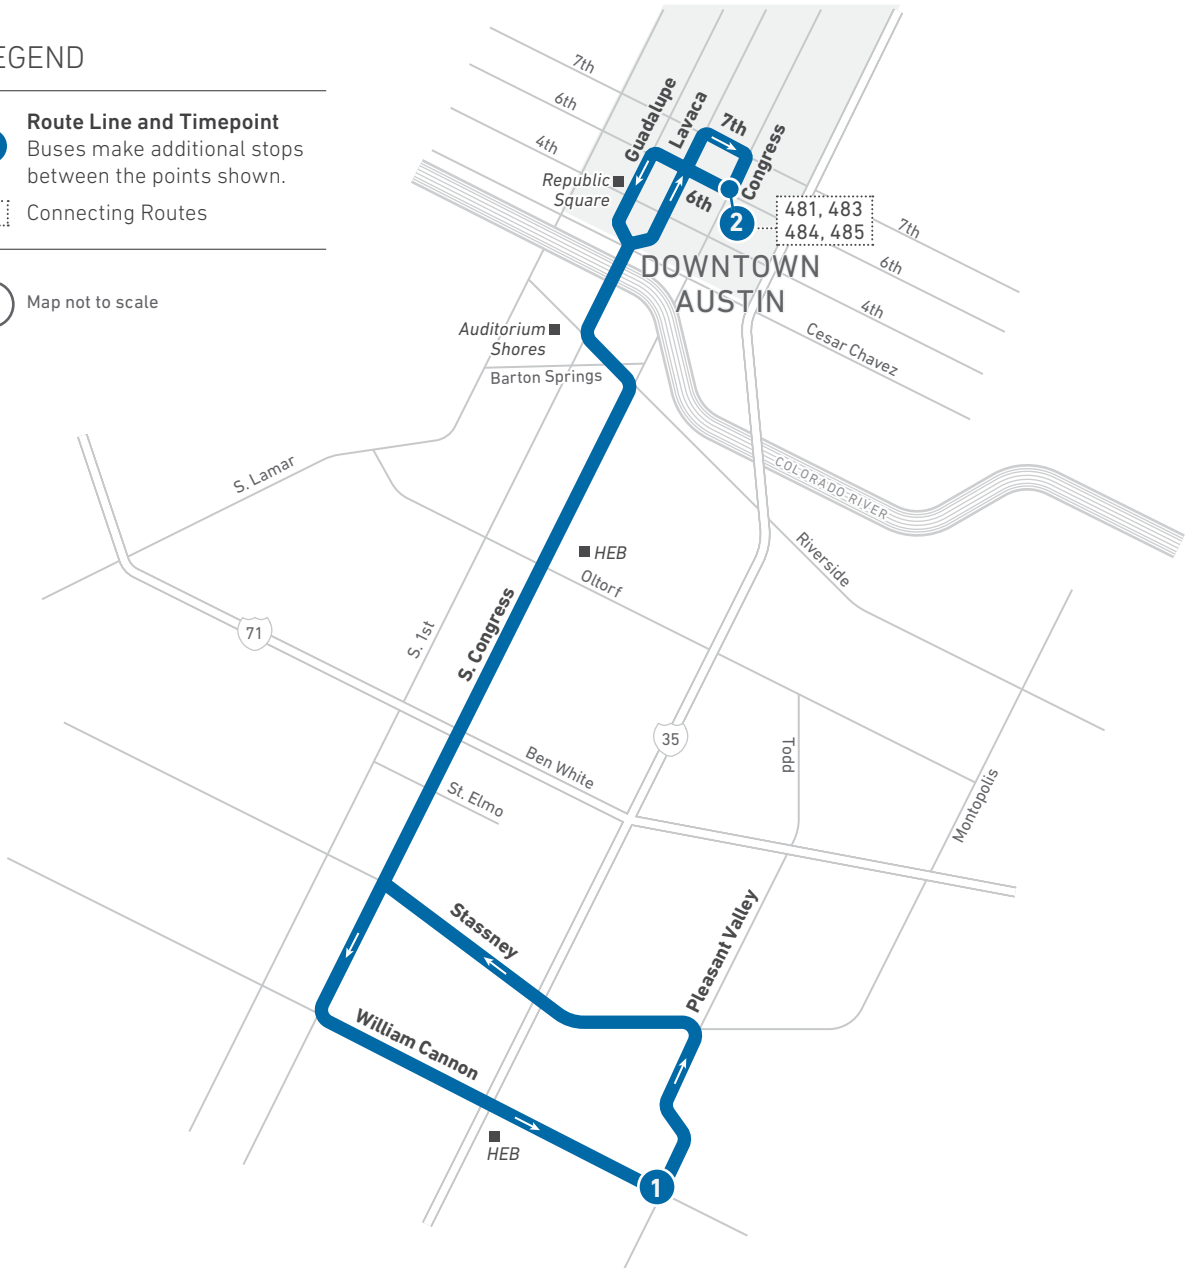 EGEND
Route Line and Timepoint
Buses make additional stops
between the points shown.
Connecting Routes
Map not to scale
7th
6th
4th
Guadalupe
Lavaca
7th
Congress
Republic
Square
6th
2
481, 483
484, 485
7th
6th
4th
Cesar Chavez
DOWNTOWN
AUSTIN
Auditorium
Shores
Barton Springs
S. Lamar
COLORADO RIVER
HEB
Oltorf
Riverside
71
S. 1st
S. Congress
35
Ben White
Todd
St. Elmo
Montopolis
Stassney
Pleasant Valley
William Cannon
HEB
1